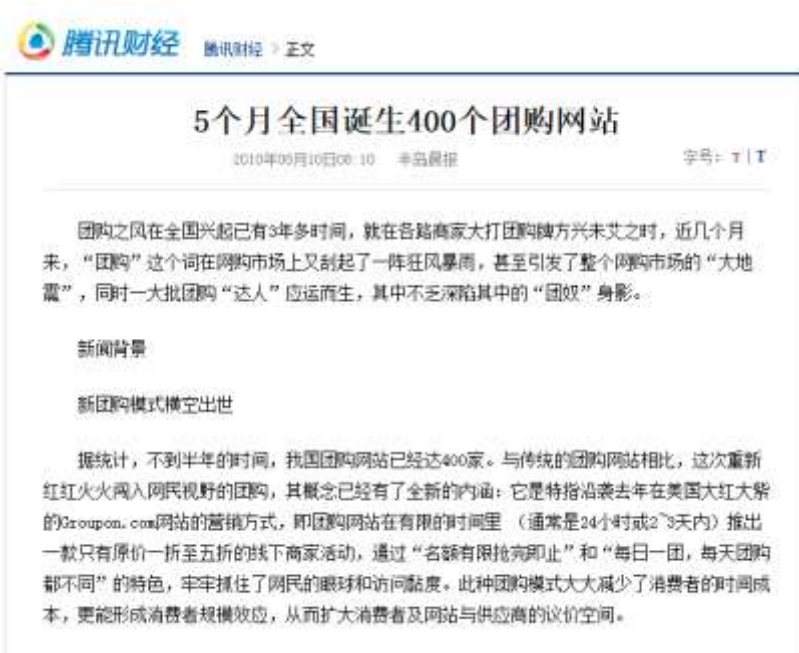 腾讯财经 腾讯财经 > 正文
5个月全国诞生400个团购网站
2010年08月10日08:10 半岛晨报 字号：T|T
团购之风在全国兴起已有3年多时间，就在各路商家大打团购牌方兴未艾之时，近几个月
来，“团购”这个词在网购市场上又刮起了一阵狂风暴雨，甚至引发了整个网购市场的“大地
震”，同时一大批团购“达人”应运而生，其中不乏深陷其中的“团奴”身影。
新闻背景
新团购模式横空出世
据统计，不到半年的时间，我国团购网站已经达400家。与传统的团购网站相比，这次重新
红红火火闯入网民视野的团购，其概念已经有了全新的内涵：它是特指沿袭去年在美国大红大紫
的Groupon.com网站的营销方式，即团购网站在有限的时间里 （通常是24小时或2~3天内）推出
一款只有原价一折至五折的线下商家活动，通过“名额有限抢完即止”和“每日一团，每天团购
都不同”的特色，牢牢抓住了网民的眼球和访问黏度。此种团购模式大大减少了消费者的时间成
本，更能形成消费者规模效应，从而扩大消费者及网站与供应商的议价空间。